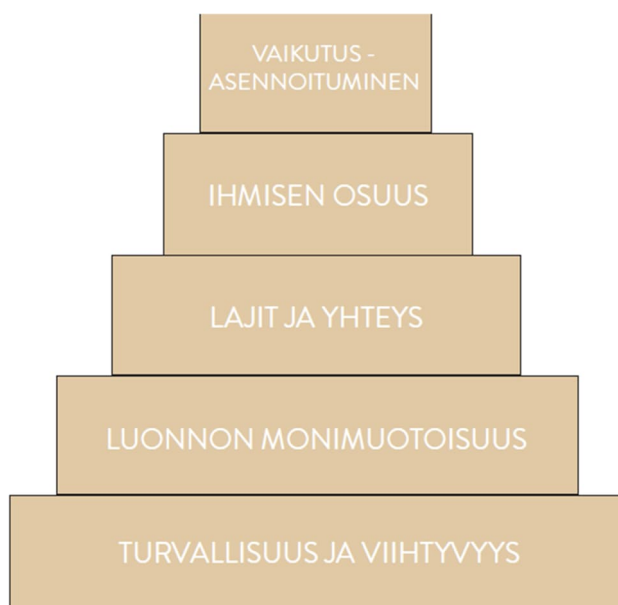 VAIKUTUS -
ASENNOITUMINEN
IHMISEN OSUUS
LAJIT JA YHTEYS
LUONNON MONIMUOTOISUUS
TURVALLISUUS JA VIIHTYVYYS